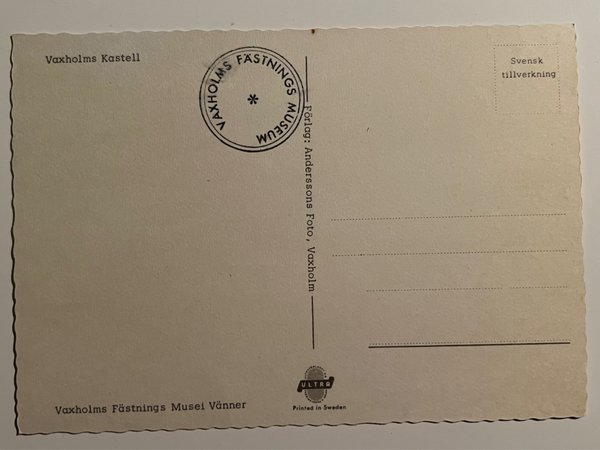 Vaxholms Kastell
VAXHOLMS FÄSTNINGS MUSEUM *
Svensk
tillverkning
Förlag: Anderssons Foto, Vaxholm
ULTRA
Printed in Sweden
Vaxholms Fästnings Musei Vänner